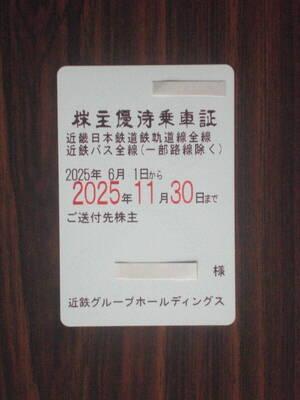 株主優待乗車証
近畿日本鉄道鉄軌道線全線
近鉄バス全線(一部路線除く)
2025年 6月 1日から
2025年11月30日まで
ご送付先株主
様
近鉄グループホールディングス